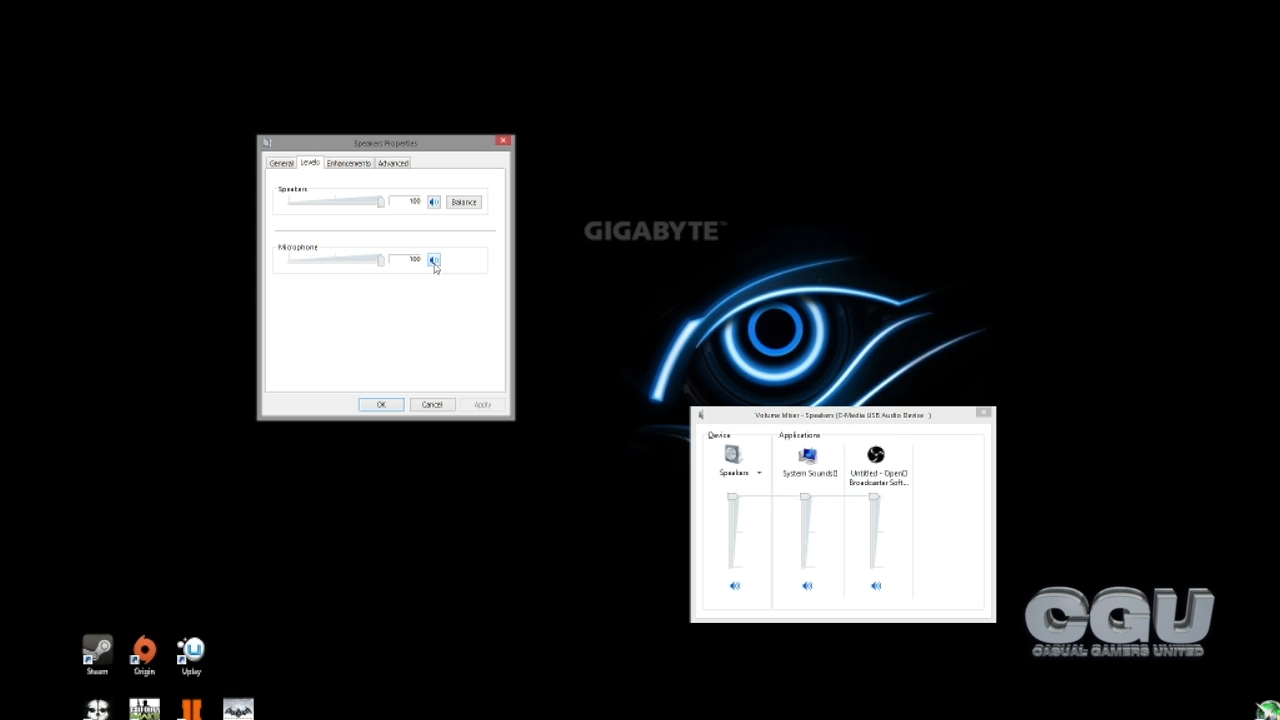 Speakers Properties
General
Levels
Enhancements
Advanced
Speakers
100
Balance
Microphone
100
OK
Cancel
Apply
GIGABYTE™
Volume Mixer - Speakers (C-Media USB Audio Device )
Device
Applications
Speakers
System Sounds
Untitled - Open
Broadcaster Soft...
CGU
CASUAL GAMERS UNITED
Steam
Origin
Uplay